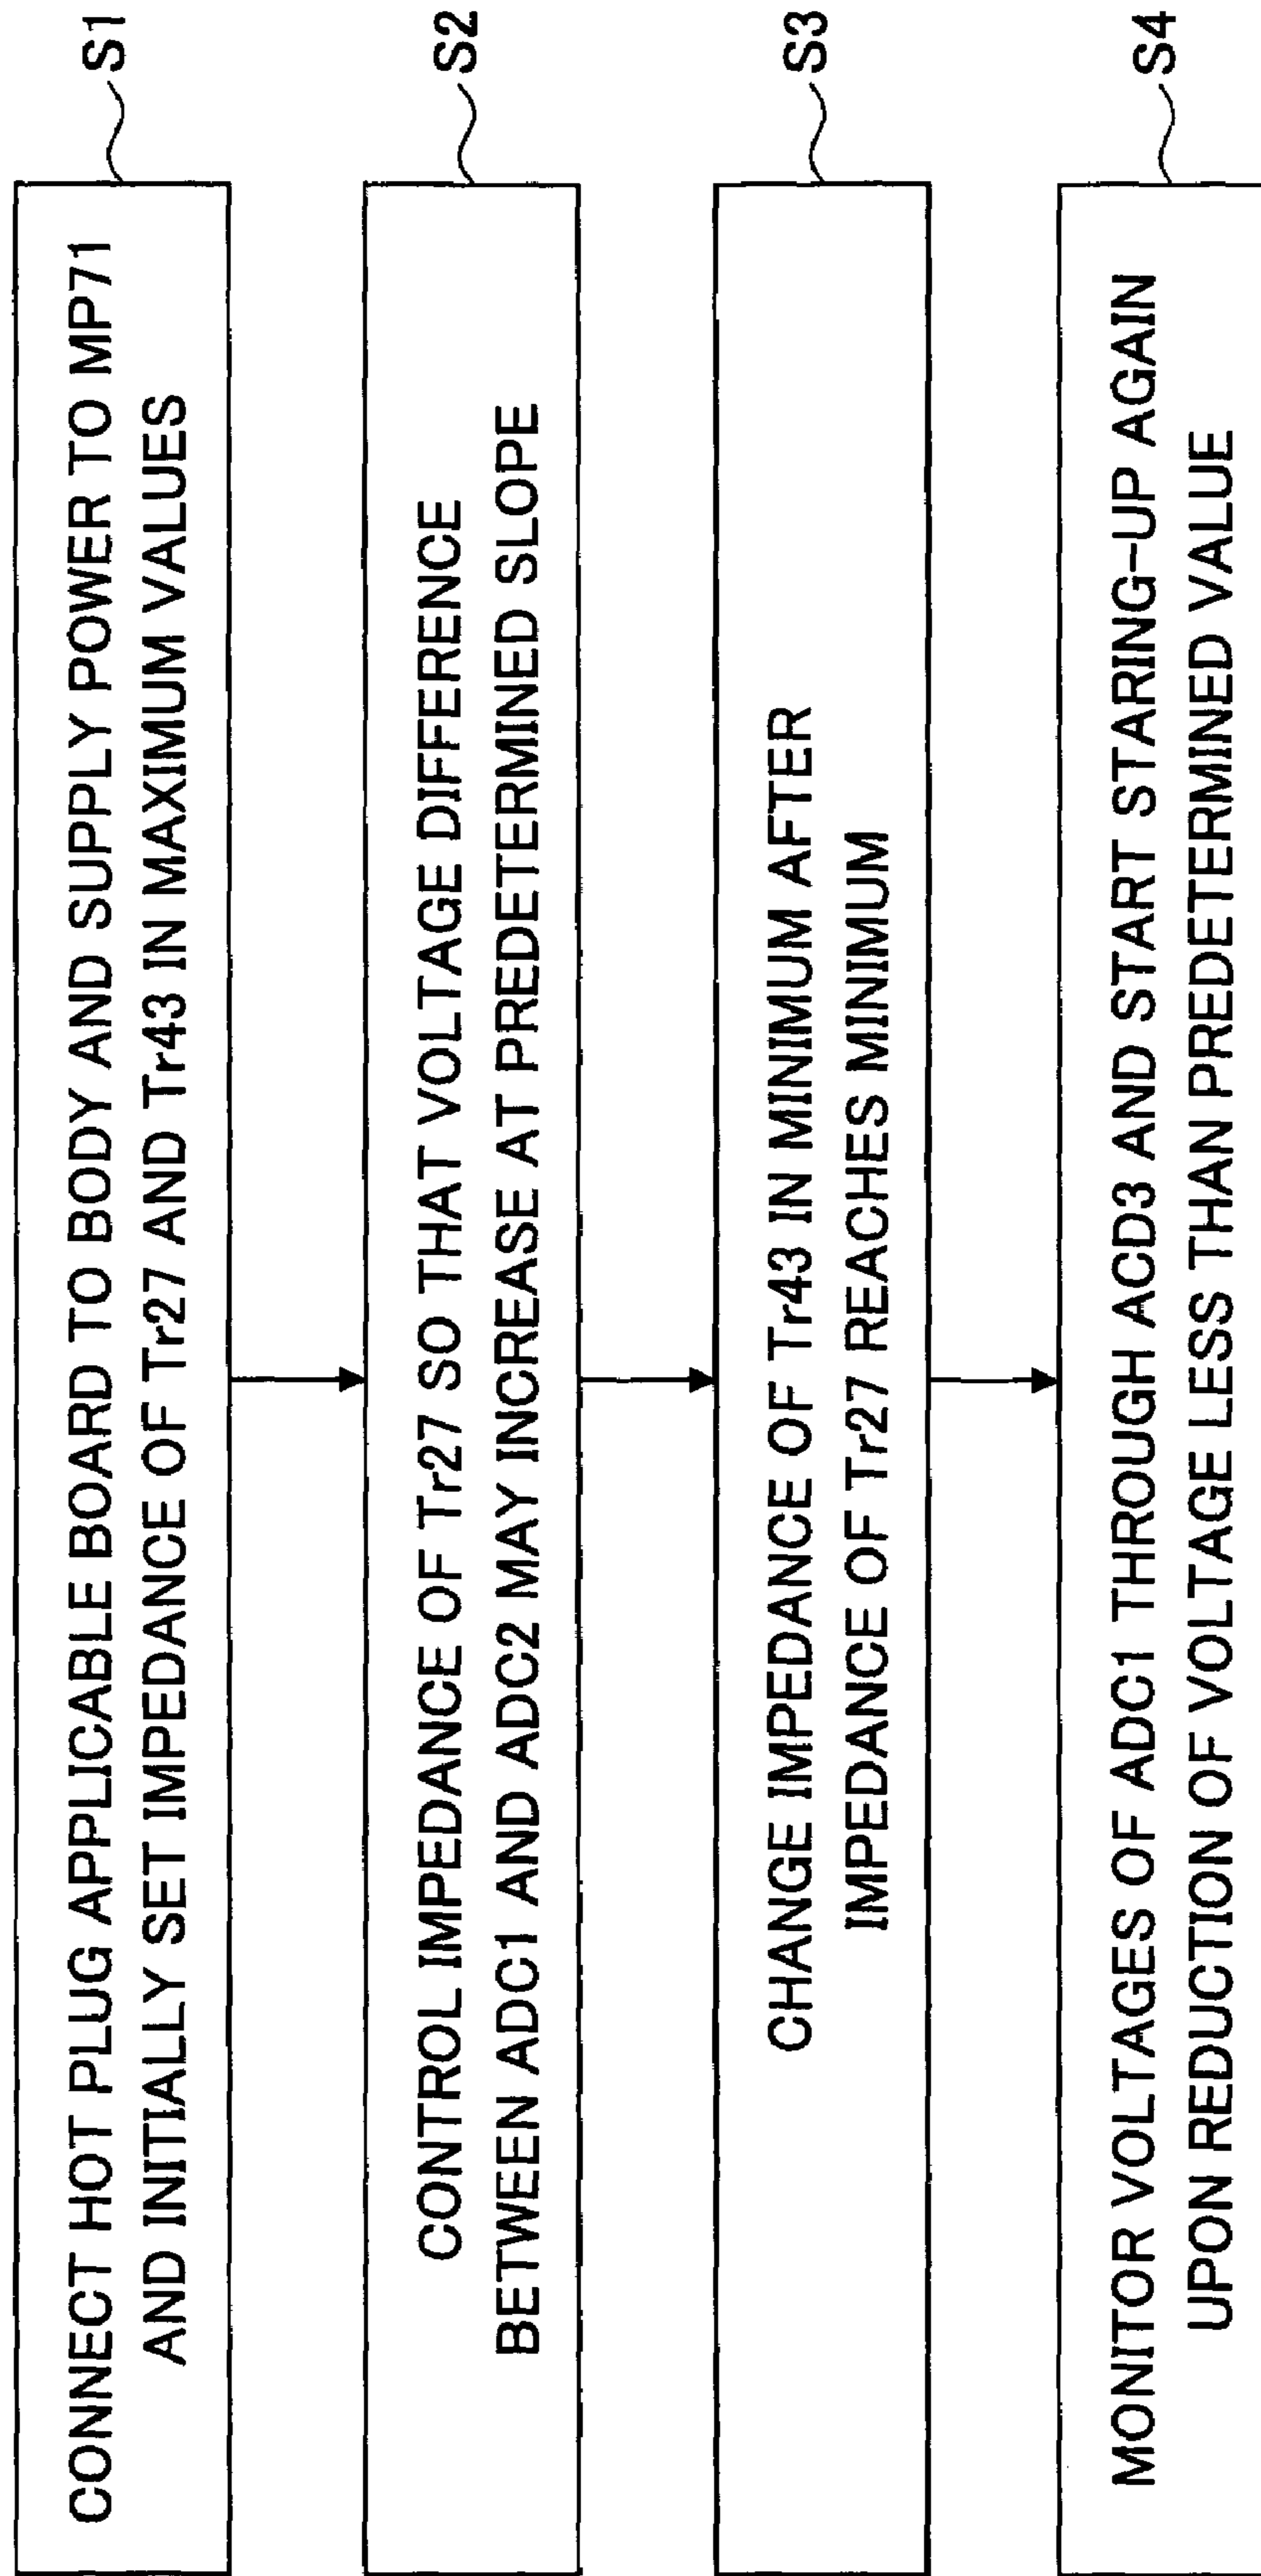 CONNECT HOT PLUG APPLICABLE BOARD TO BODY AND SUPPLY POWER TO MP71
AND INITIALLY SET IMPEDANCE OF Tr27 AND Tr43 IN MAXIMUM VALUES
S1
CONTROL IMPEDANCE OF Tr27 SO THAT VOLTAGE DIFFERENCE
BETWEEN ADC1 AND ADC2 MAY INCREASE AT PREDETERMINED SLOPE
S2
CHANGE IMPEDANCE OF Tr43 IN MINIMUM AFTER
IMPEDANCE OF Tr27 REACHES MINIMUM
S3
MONITOR VOLTAGES OF ADC1 THROUGH ACD3 AND START STARING-UP AGAIN
UPON REDUCTION OF VOLTAGE LESS THAN PREDETERMINED VALUE
S4